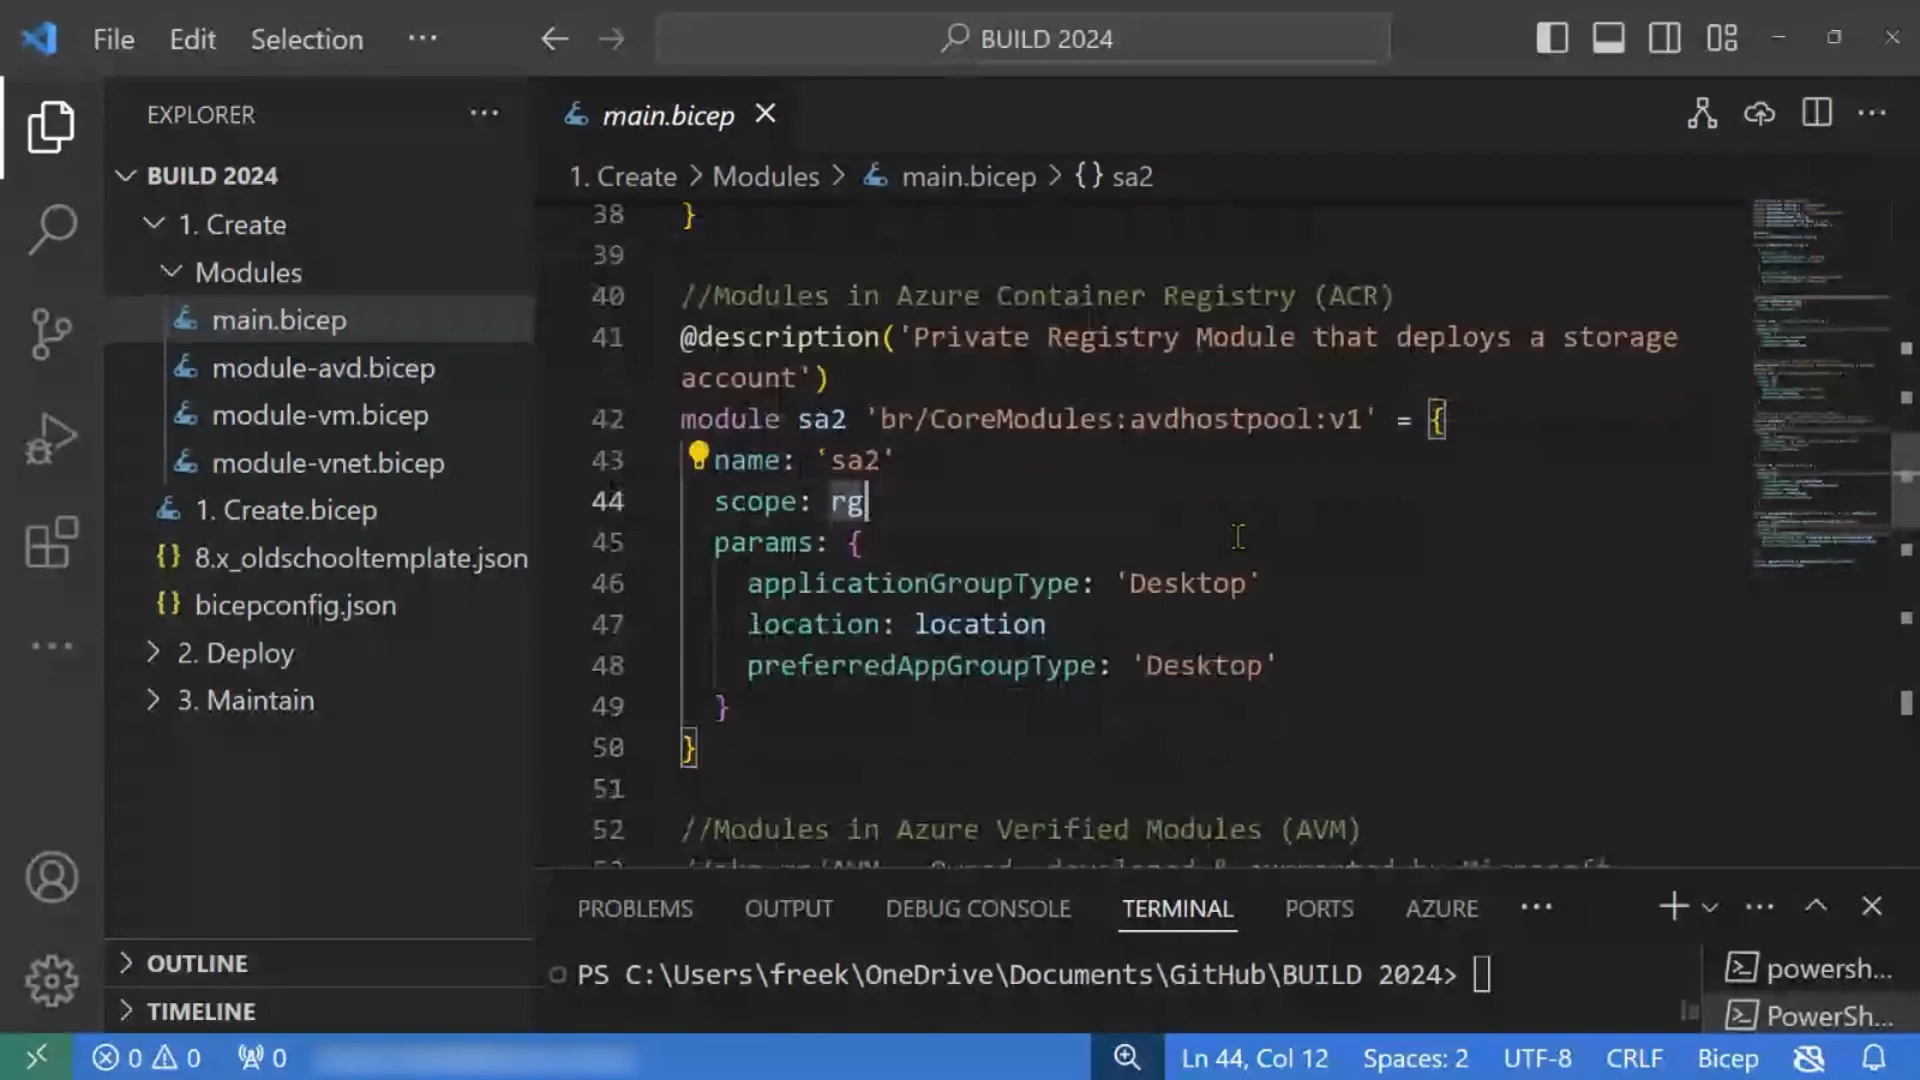 File Edit Selection ···
BUILD 2024
EXPLORER ···
BUILD 2024
1. Create
Modules
main.bicep
module-avd.bicep
module-vm.bicep
module-vnet.bicep
1. Create.bicep
{} 8.x_oldschooltemplate.json
{} bicepconfig.json
2. Deploy
3. Maintain
OUTLINE
TIMELINE
main.bicep
1. Create > Modules > main.bicep > {} sa2
38 }
39
40 //Modules in Azure Container Registry (ACR)
41 @description('Private Registry Module that deploys a storage
account')
42 module sa2 'br/CoreModules:avdhostpool:v1' = {
43 name: 'sa2'
44 scope: rg
45 params: {
46 applicationGroupType: 'Desktop'
47 location: location
48 preferredAppGroupType: 'Desktop'
49 }
50 }
51
52 //Modules in Azure Verified Modules (AVM)
PROBLEMS OUTPUT DEBUG CONSOLE TERMINAL PORTS AZURE ···
PS C:\Users\freek\OneDrive\Documents\GitHub\BUILD 2024>
powersh...
PowerSh...
0 0 0 Ln 44, Col 12 Spaces: 2 UTF-8 CRLF Bicep